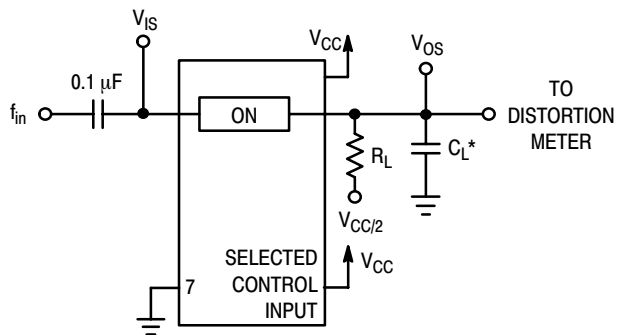 V_IS
V_CC
V_OS
0.1 μF
f_in
ON
TO
DISTORTION
METER
R_L
C_L*
V_CC/2
7
SELECTED
CONTROL
INPUT
V_CC